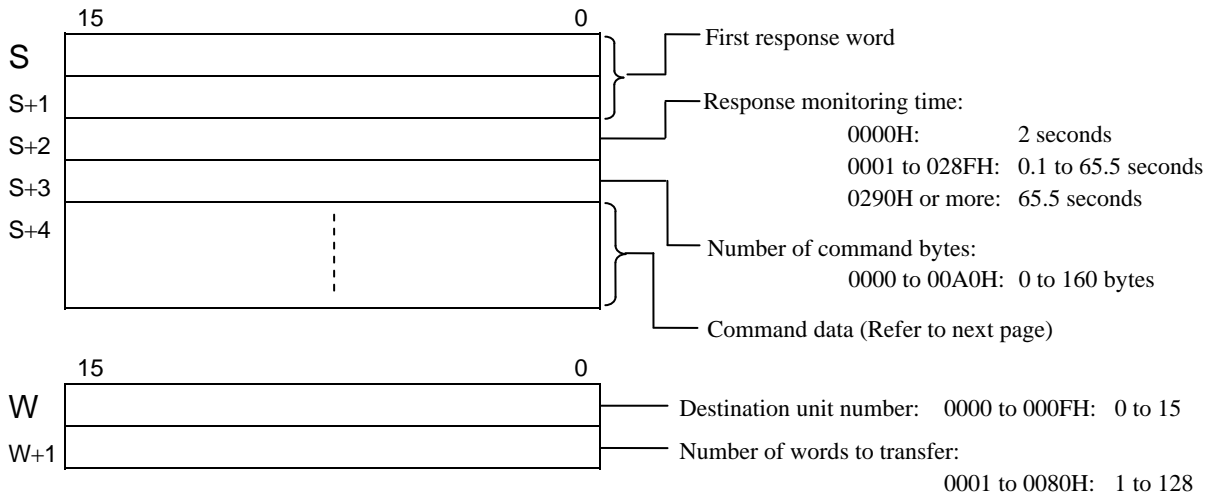 15 0
S
First response word
S+1
Response monitoring time:
S+2
0000H: 2 seconds
0001 to 028FH: 0.1 to 65.5 seconds
S+3
0290H or more: 65.5 seconds
S+4
Number of command bytes:
0000 to 00A0H: 0 to 160 bytes
Command data (Refer to next page)
15 0
W
Destination unit number: 0000 to 000FH: 0 to 15
W+1
Number of words to transfer:
0001 to 0080H: 1 to 128